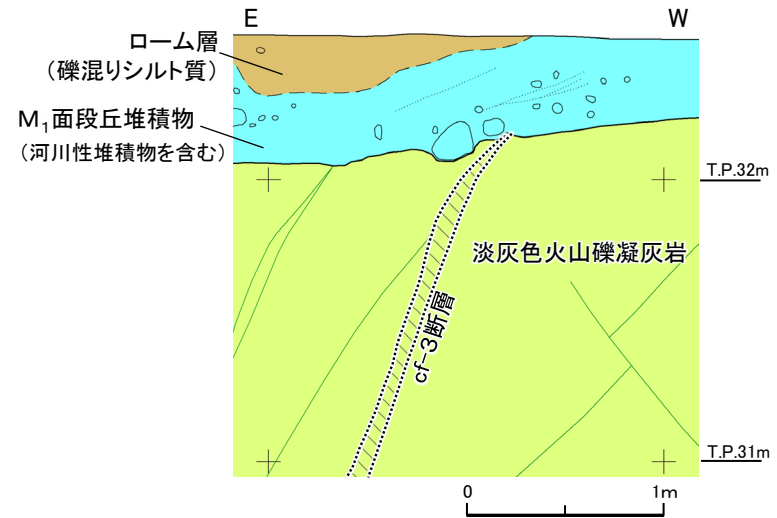 E
W
ローム層
（礫混りシルト質）
M₁面段丘堆積物
（河川性堆積物を含む）
T.P.32m
淡灰色火山礫凝灰岩
cf-3断層
T.P.31m
0
1m